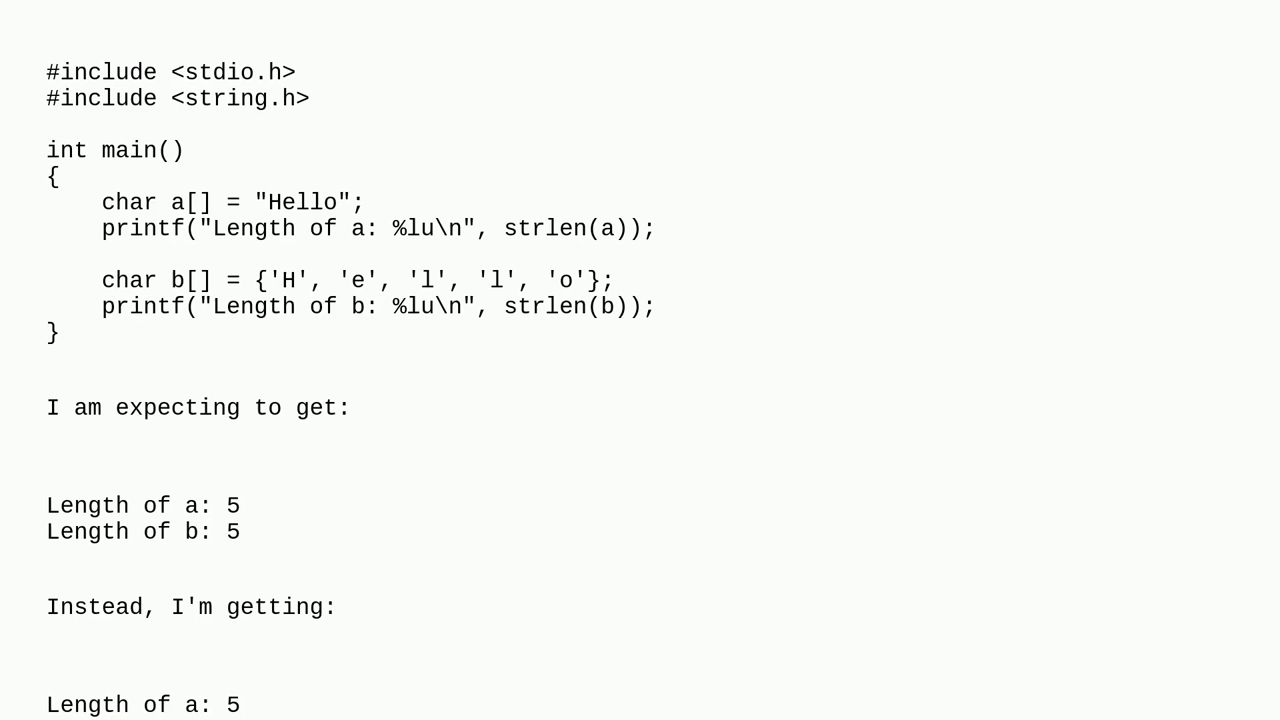 #include <stdio.h>
#include <string.h>
int main()
{
    char a[] = "Hello";
    printf("Length of a: %lu\n", strlen(a));
    char b[] = {'H', 'e', 'l', 'l', 'o'};
    printf("Length of b: %lu\n", strlen(b));
}
I am expecting to get:
Length of a: 5
Length of b: 5
Instead, I'm getting:
Length of a: 5